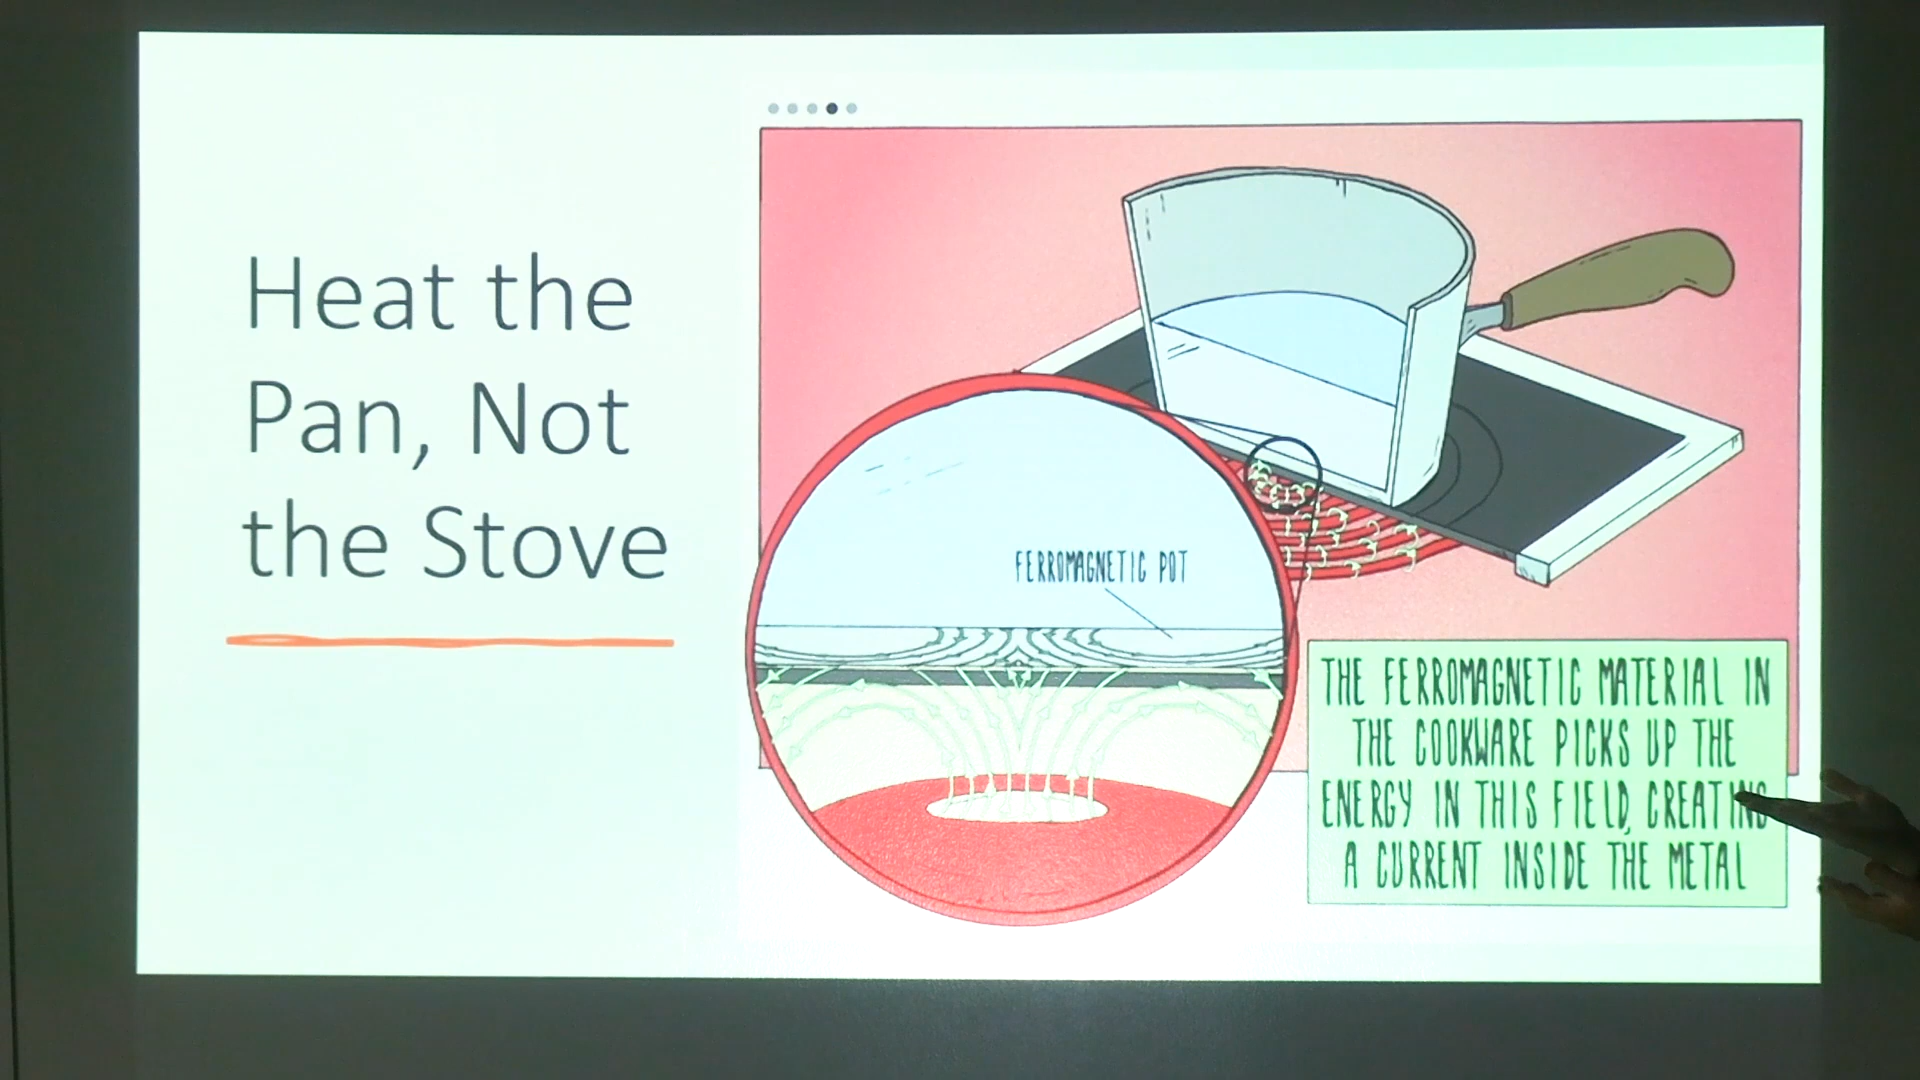 Heat the
Pan, Not
the Stove
FERROMAGNETIC POT
THE FERROMAGNETIC MATERIAL IN
THE COOKWARE PICKS UP THE
ENERGY IN THIS FIELD, CREATING
A CURRENT INSIDE THE METAL